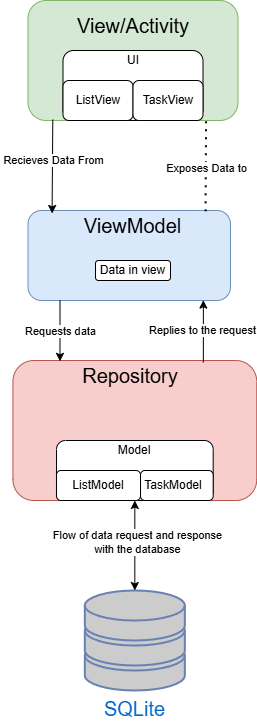 View/Activity
UI
ListView
TaskView
Recieves Data From
Exposes Data to
ViewModel
Data in view
Requests data
Replies to the request
Repository
Model
ListModel
TaskModel
Flow of data request and response
with the database
SQLite